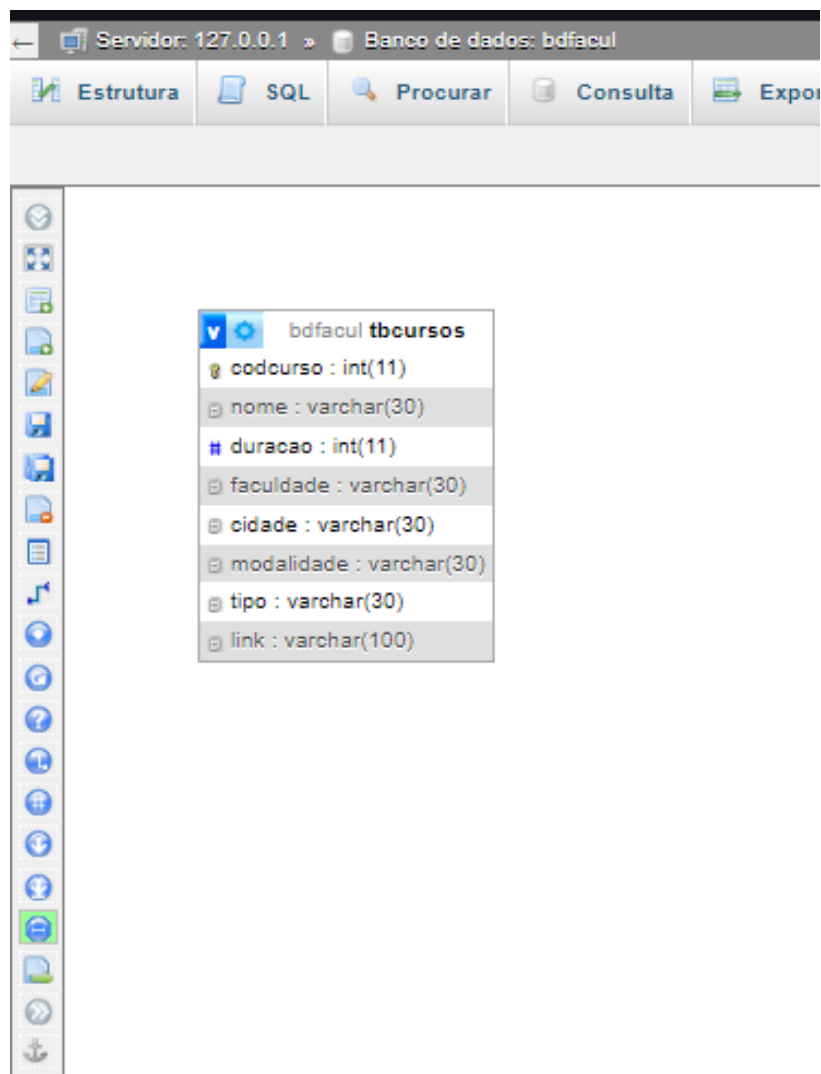 ← Servidor: 127.0.0.1 » Banco de dados: bdfacul
Estrutura SQL Procurar Consulta Expor
v bdfacul tbcursos
codcurso : int(11)
nome : varchar(30)
# duracao : int(11)
faculdade : varchar(30)
cidade : varchar(30)
modalidade : varchar(30)
tipo : varchar(30)
link : varchar(100)